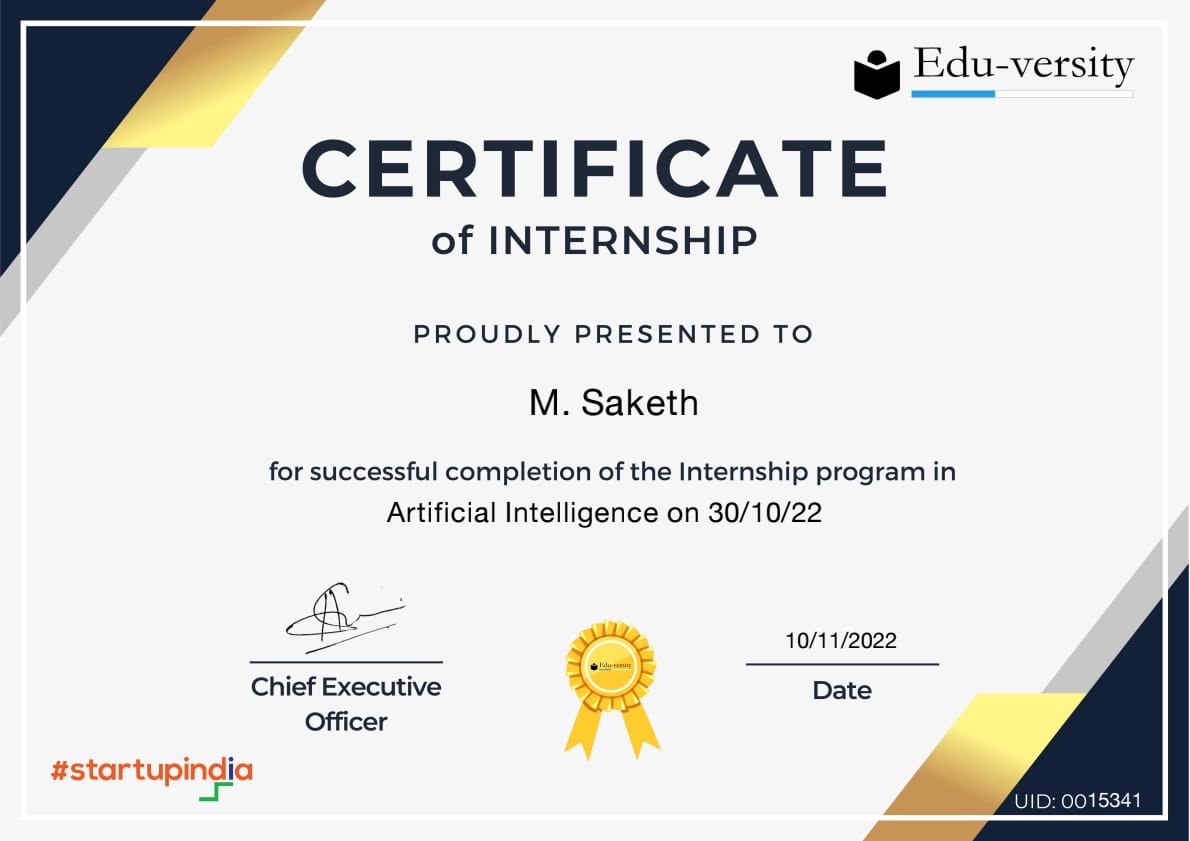 Edu-versity
CERTIFICATE
of INTERNSHIP
PROUDLY PRESENTED TO
M. Saketh
for successful completion of the Internship program in
Artificial Intelligence on 30/10/22
Chief Executive
Officer
Edu-versity
10/11/2022
Date
#startupindia
UID: 0015341